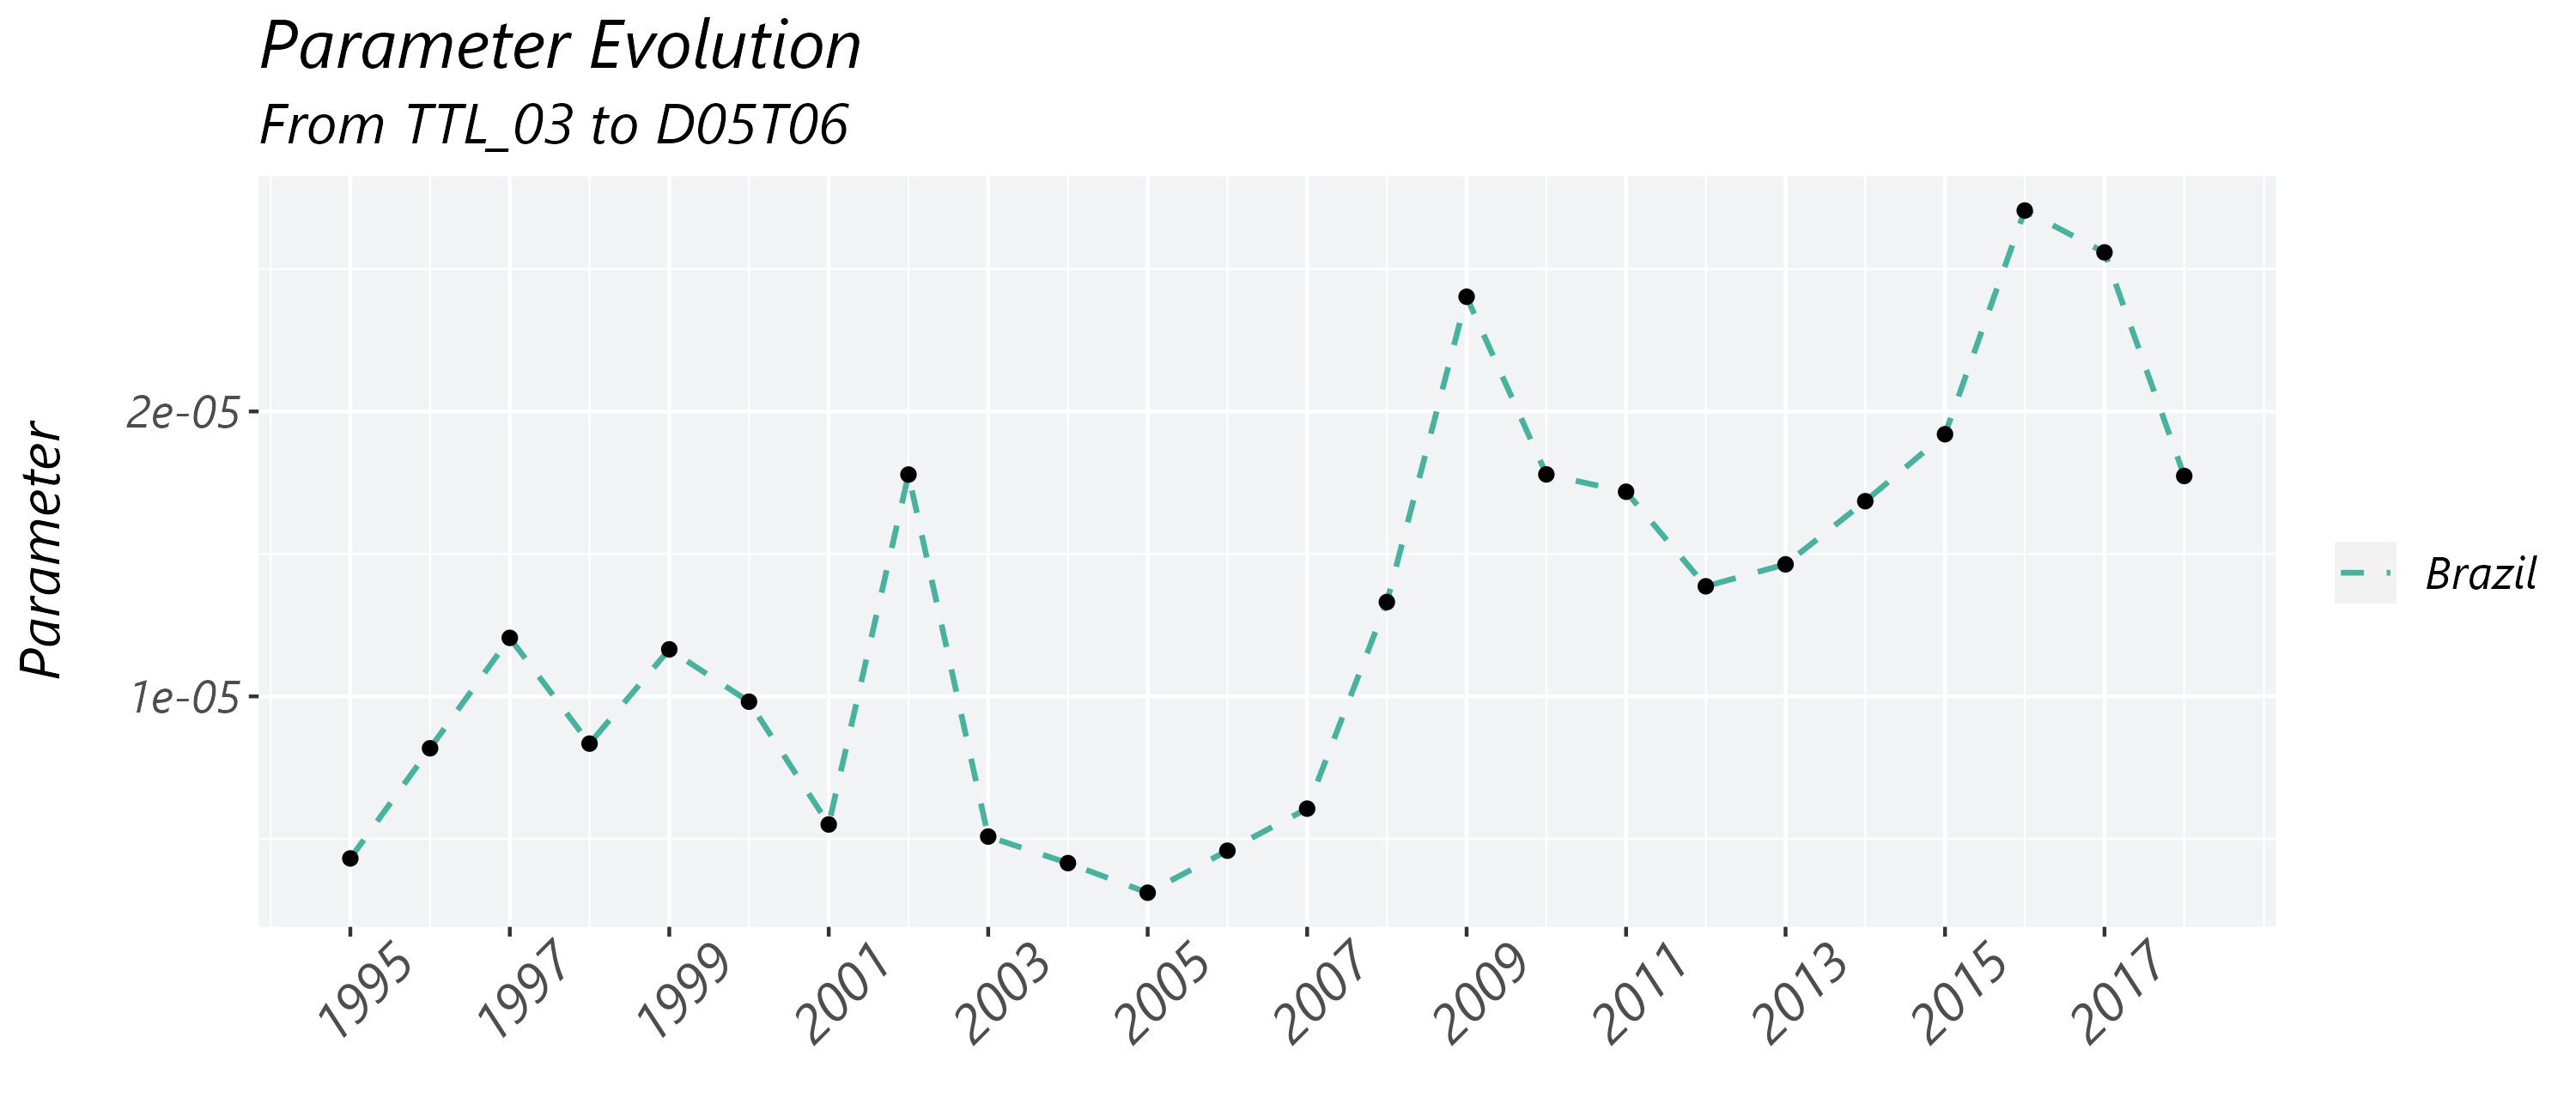 Parameter Evolution
From TTL_03 to D05T06
Parameter
2e-05
1e-05
1995
1997
1999
2001
2003
2005
2007
2009
2011
2013
2015
2017
Brazil